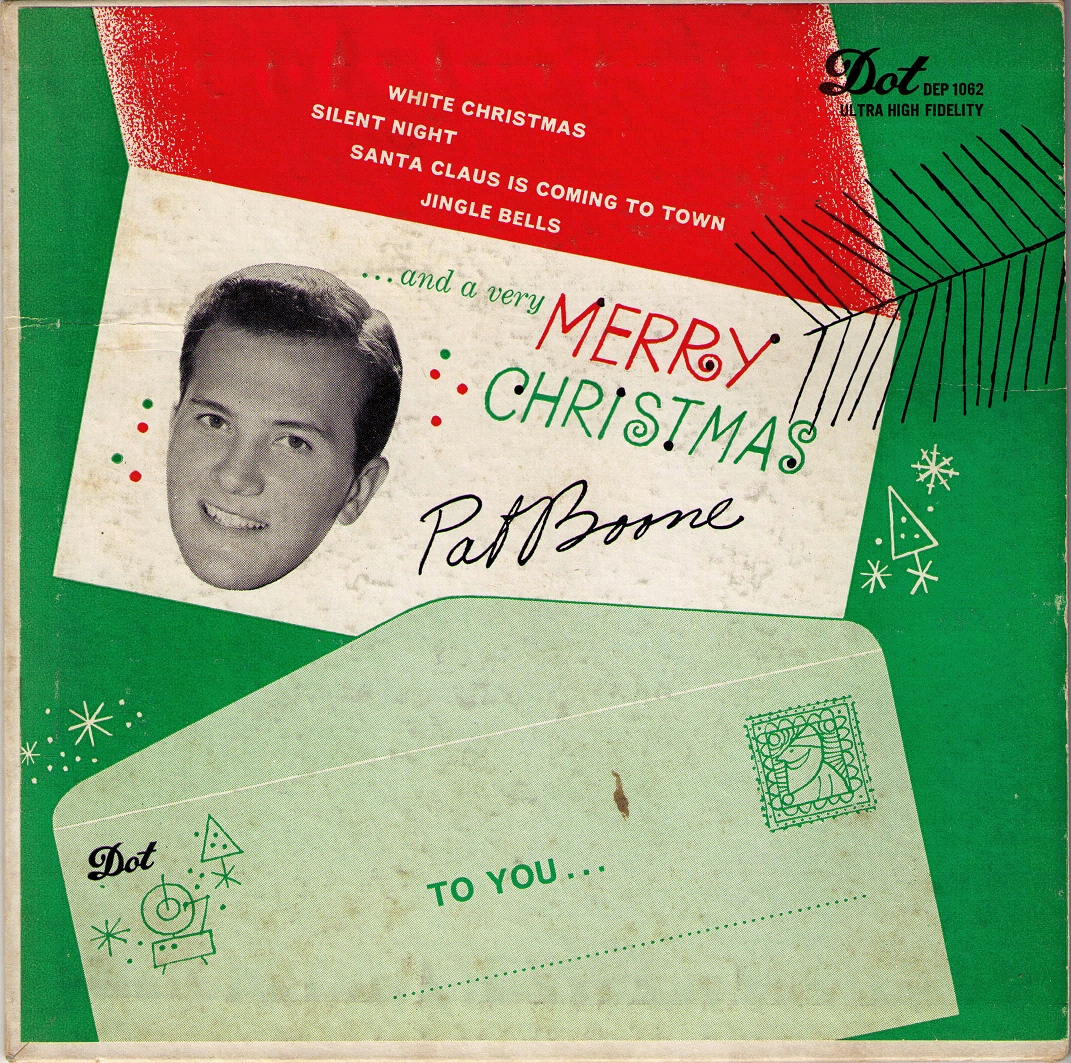 Dot DEP 1062
ULTRA HIGH FIDELITY
WHITE CHRISTMAS
SILENT NIGHT
SANTA CLAUS IS COMING TO TOWN
JINGLE BELLS
...and a very
MERRY
CHRISTMAS
Pat Boone
Dot
TO YOU...